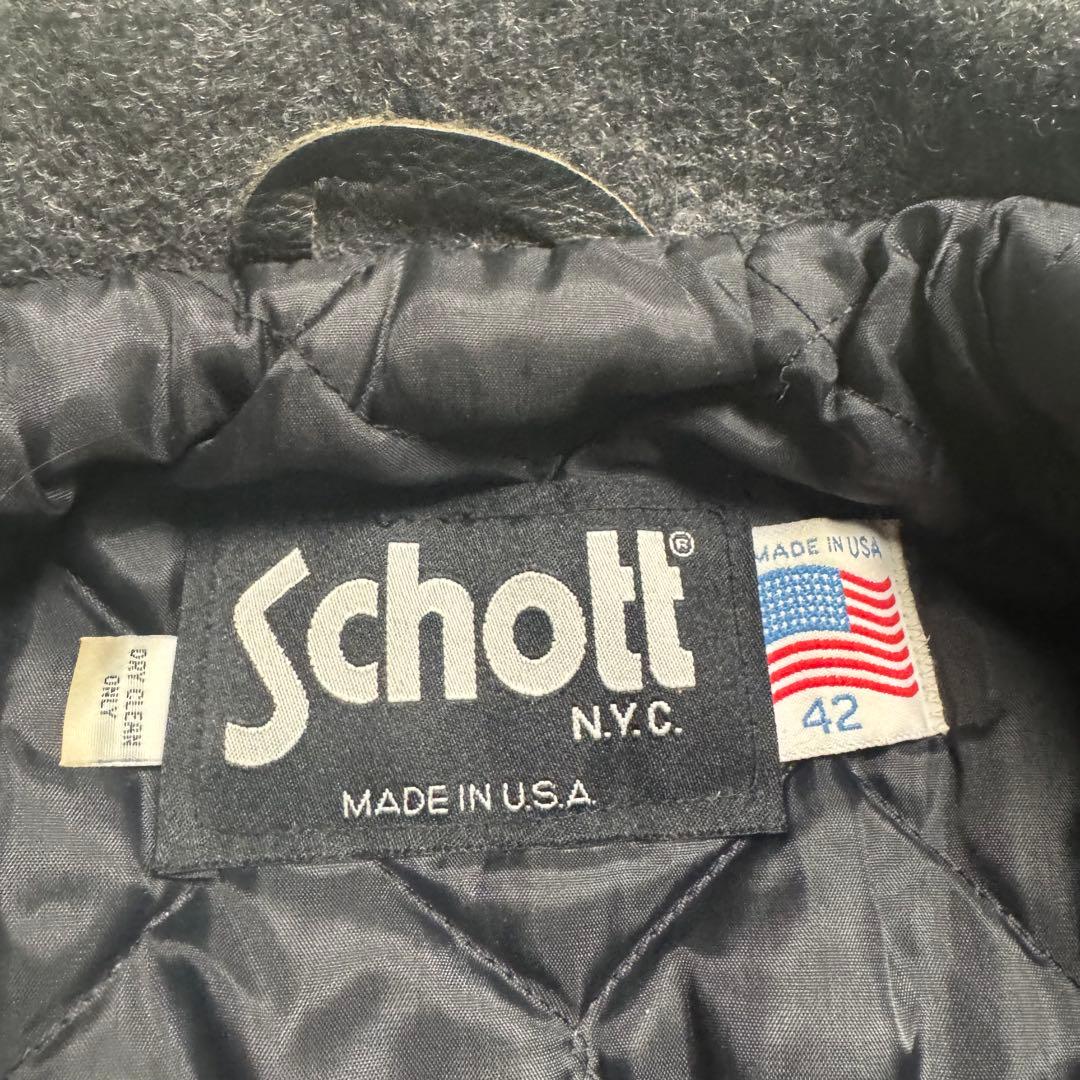 Schott®
N.Y.C.
MADE IN U.S.A.
MADE IN USA
42
DRY CLEAN
ONLY